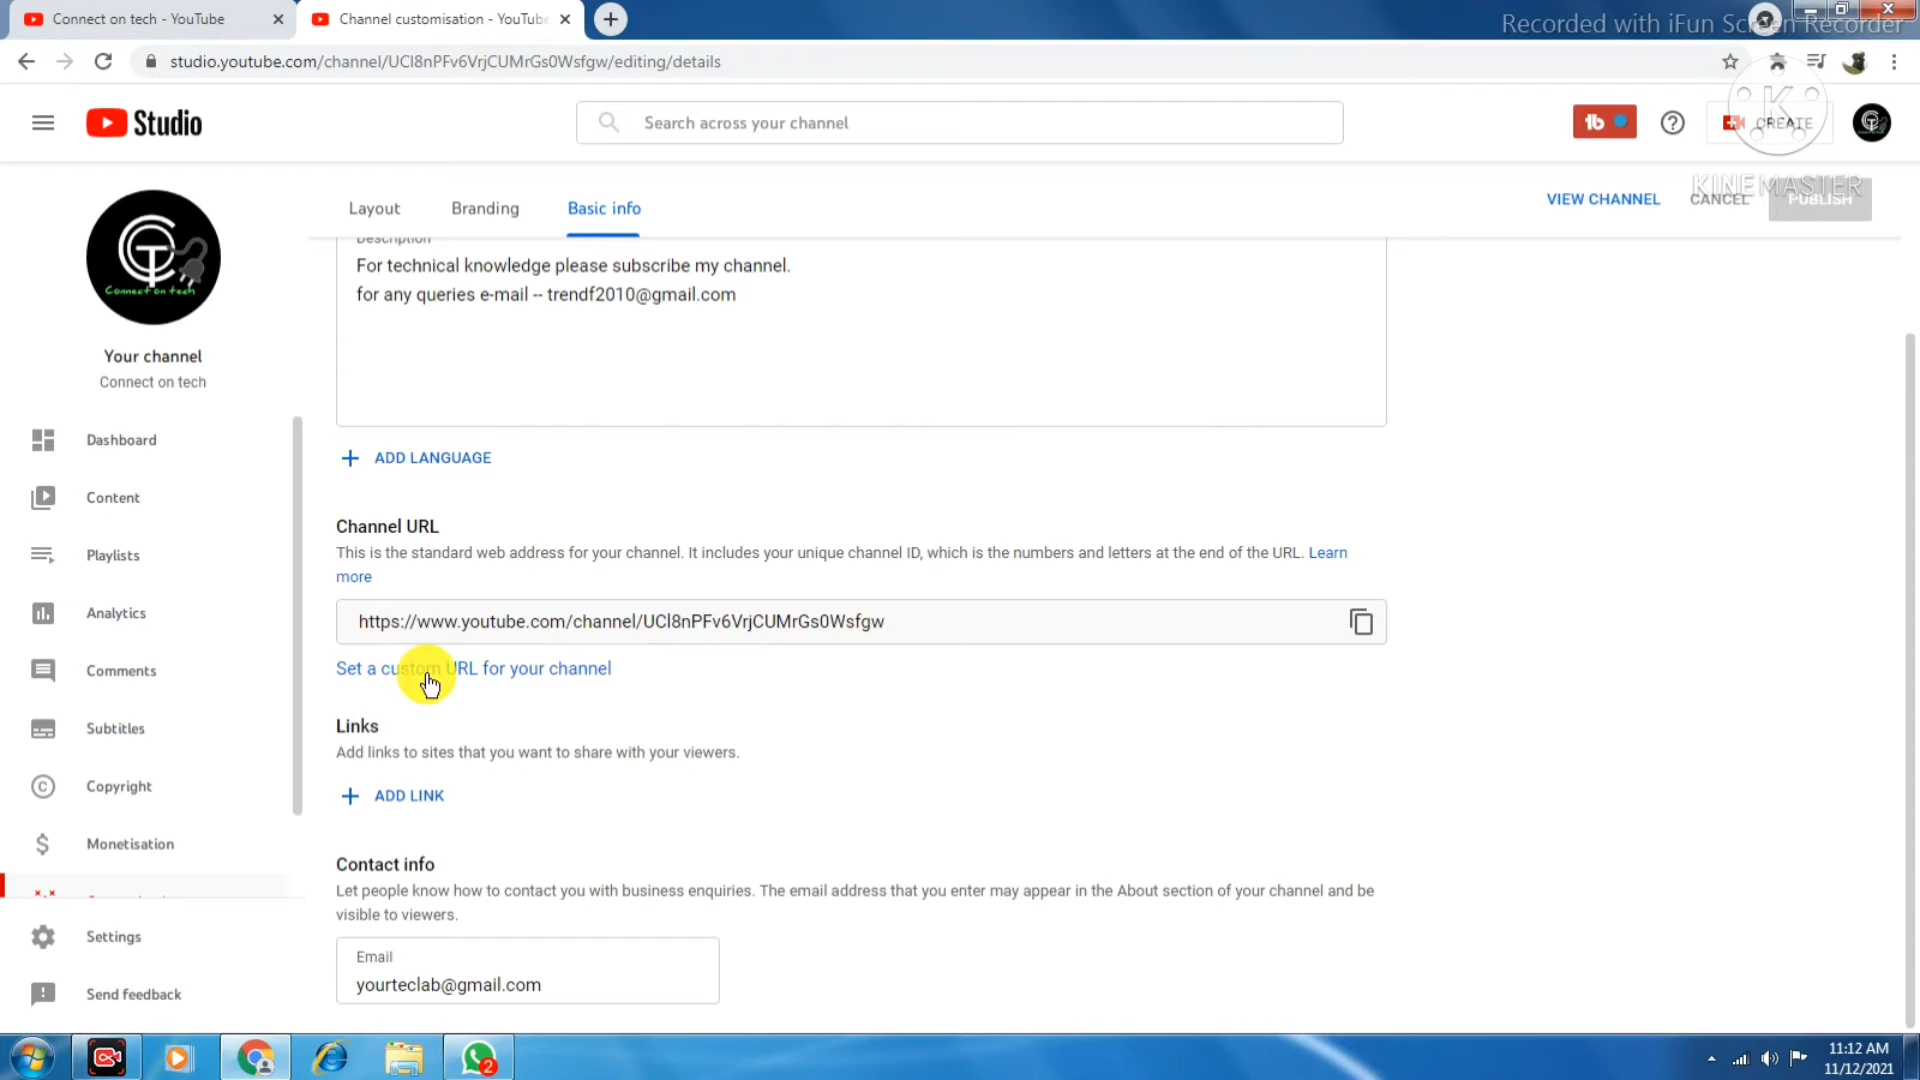 Connect on tech - YouTube
Channel customisation - YouTube
Recorded with iFun Screen Recorder
studio.youtube.com/channel/UCl8nPFv6VrjCUMrGs0Wsfgw/editing/details
Studio
Search across your channel
CREATE
KINEMASTER
Layout
Branding
Basic info
VIEW CHANNEL
CANCEL
PUBLISH
Connect on tech
Description
For technical knowledge please subscribe my channel.
for any queries e-mail -- trendf2010@gmail.com
Your channel
Connect on tech
ADD LANGUAGE
Dashboard
Content
Playlists
Analytics
Comments
Subtitles
Copyright
Monetisation
Settings
Send feedback
Channel URL
This is the standard web address for your channel. It includes your unique channel ID, which is the numbers and letters at the end of the URL. Learn
more
https://www.youtube.com/channel/UCl8nPFv6VrjCUMrGs0Wsfgw
Set a custom URL for your channel
Links
Add links to sites that you want to share with your viewers.
ADD LINK
Contact info
Let people know how to contact you with business enquiries. The email address that you enter may appear in the About section of your channel and be
visible to viewers.
Email
yourteclab@gmail.com
2
11:12 AM
11/12/2021